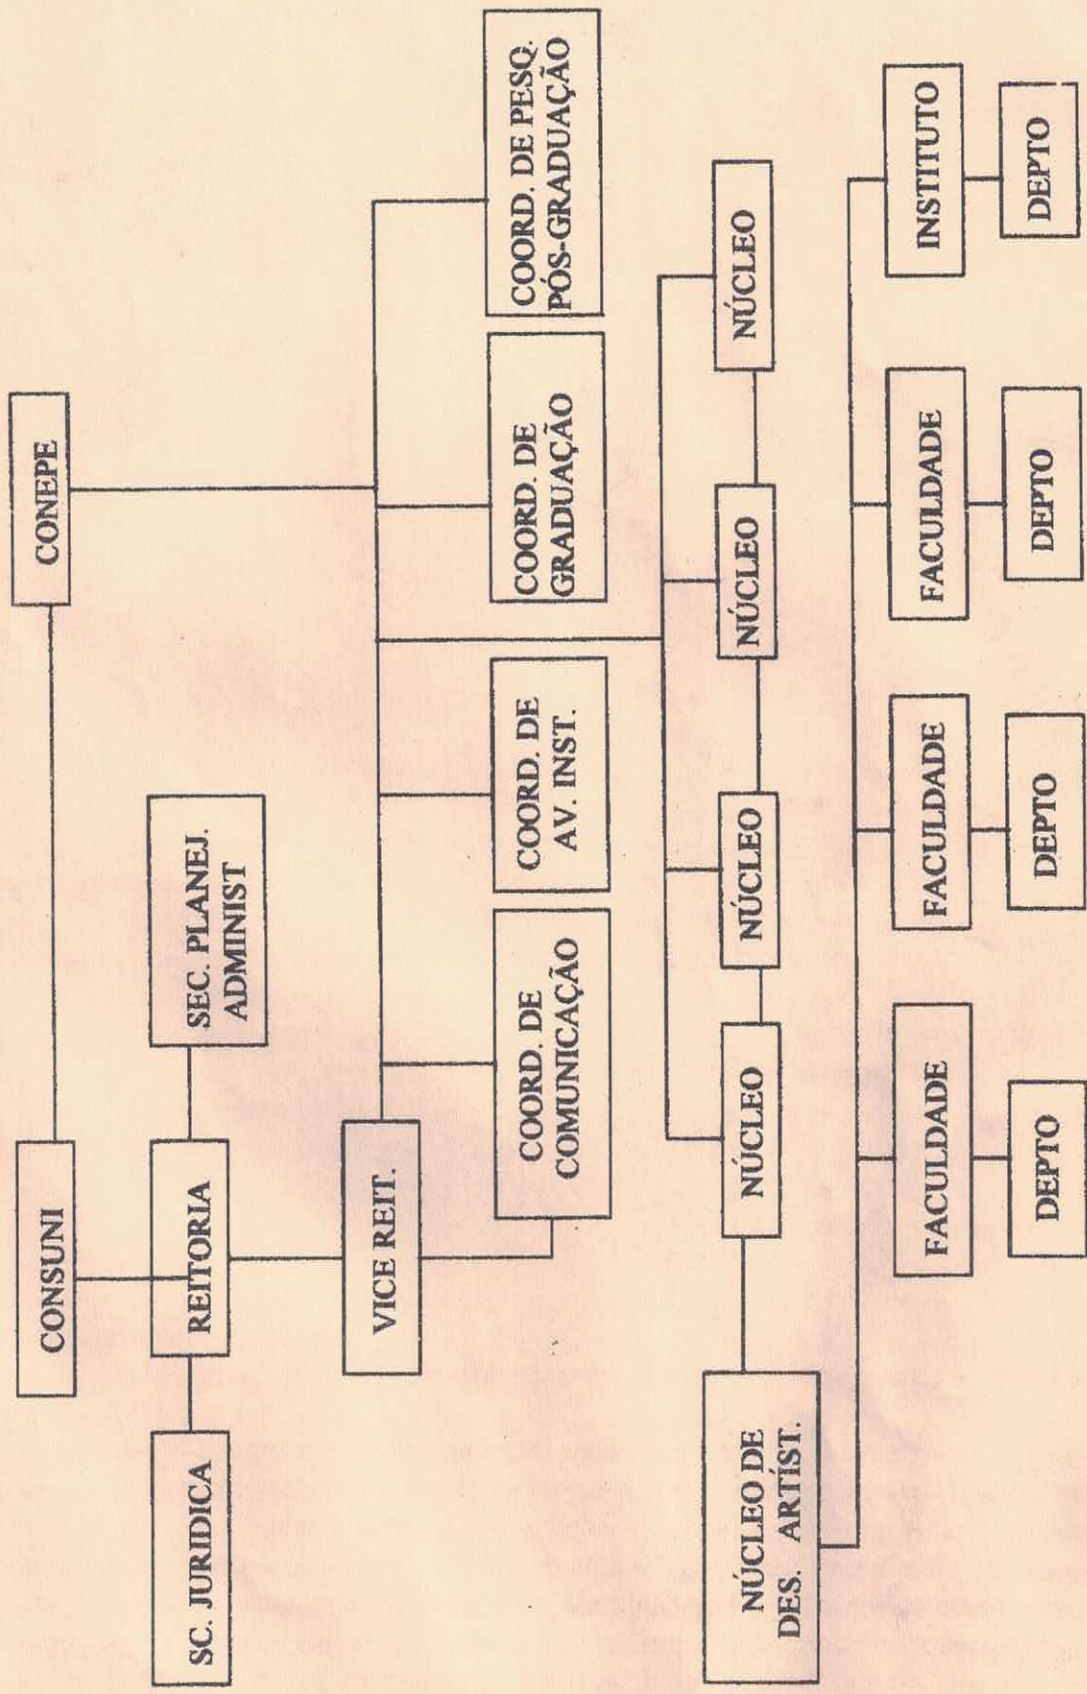 CONSUNI
CONEPE
SC. JURIDICA
REITORIA
SEC. PLANEJ.
ADMINIST
VICE REIT.
COORD. DE
COMUNICAÇÃO
COORD. DE
AV. INST.
COORD. DE
GRADUAÇÃO
COORD. DE PESQ.
PÓS-GRADUAÇÃO
NÚCLEO DE
DES. ARTÍST.
NÚCLEO
NÚCLEO
NÚCLEO
NÚCLEO
FACULDADE
FACULDADE
FACULDADE
INSTITUTO
DEPTO
DEPTO
DEPTO
DEPTO